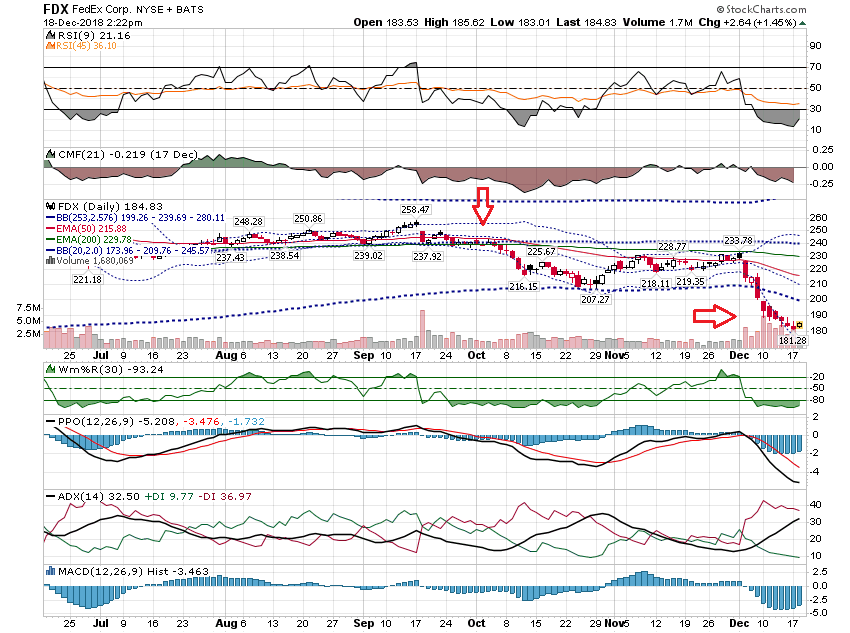 FDX FedEx Corp. NYSE + BATS © StockCharts.com
18-Dec-2018 2:22pm Open 183.53 High 185.62 Low 183.01 Last 184.83 Volume 1.7M Chg +2.64 (+1.45%)
RSI(9) 21.16
RSI(45) 36.10
90
70
50
30
10
CMF(21) -0.219 (17 Dec)
0.25
0.00
-0.25
FDX (Daily) 184.83
BB(253,2.576) 199.26 - 239.69 - 280.11
EMA(50) 215.88
EMA(200) 229.78
BB(20,2.0) 173.96 - 209.76 - 245.57
Volume 1,680,069
221.18
237.43
248.28
238.54
250.86
239.02
258.47
237.92
216.15
225.67
207.27
218.11
228.77
219.35
233.78
181.28
260
250
240
230
220
210
200
190
180
7.5M
5.0M
2.5M
25 Jul 9 16 23 Aug 6 13 20 27 Sep 10 17 24 Oct 8 15 22 29 Nov 5 12 19 26 Dec 10 17
Wm%R(30) -93.24
-20
-50
-80
PPO(12,26,9) -5.208, -3.476, -1.732
2
0
-2
-4
ADX(14) 32.50 +DI 9.77 -DI 36.97
40
30
20
10
MACD(12,26,9) Hist -3.463
2.5
0.0
-2.5
-5.0
25 Jul 9 16 23 Aug 6 13 20 27 Sep 10 17 24 Oct 8 15 22 29 Nov 5 12 19 26 Dec 10 17